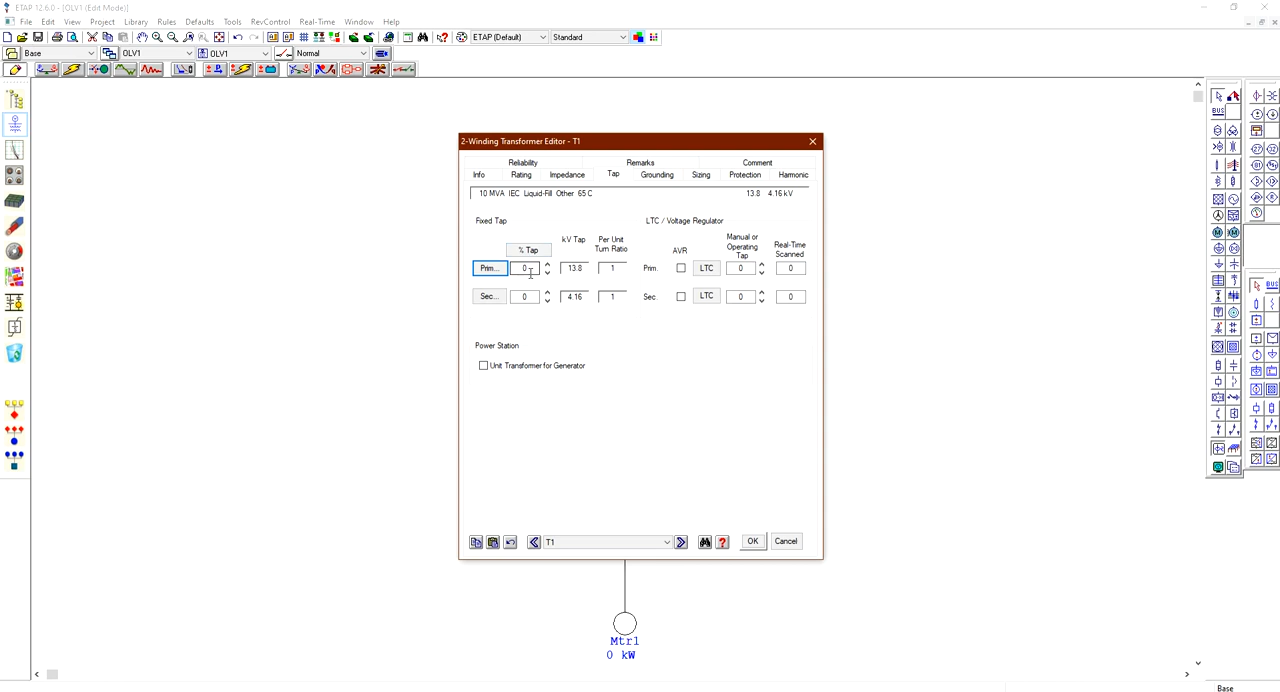 ETAP 12.6.0 - [OLV1 (Edit Mode)]
File Edit View Project Library Rules Defaults Tools RevControl Real-Time Window Help
ETAP (Default) Standard
Base OLV1 OLV1 Normal
BUS
BUS
2-Winding Transformer Editor - T1
Reliability Remarks Comment
Info Rating Impedance Tap Grounding Sizing Protection Harmonic
10 MVA IEC Liquid-Fill Other 65 C 13.8 4.16 kV
Fixed Tap
LTC / Voltage Regulator
% Tap
kV Tap
Per Unit
Turn Ratio
AVR
Manual or
Operating
Tap
Real-Time
Scanned
Prim... 0 13.8 1 Prim. LTC 0 0
Sec... 0 4.16 1 Sec. LTC 0 0
Power Station
Unit Transformer for Generator
T1 OK Cancel
Mtr1
0 kW
Base